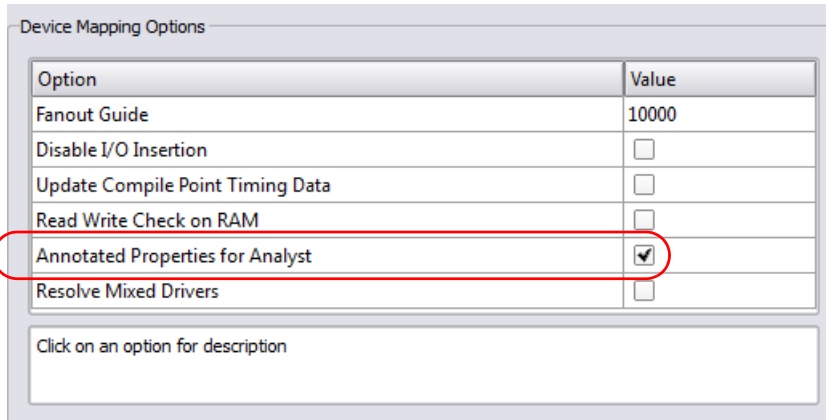 Device Mapping Options
Option Value
Fanout Guide 10000
Disable I/O Insertion
Update Compile Point Timing Data
Read Write Check on RAM
Annotated Properties for Analyst
Resolve Mixed Drivers
Click on an option for description